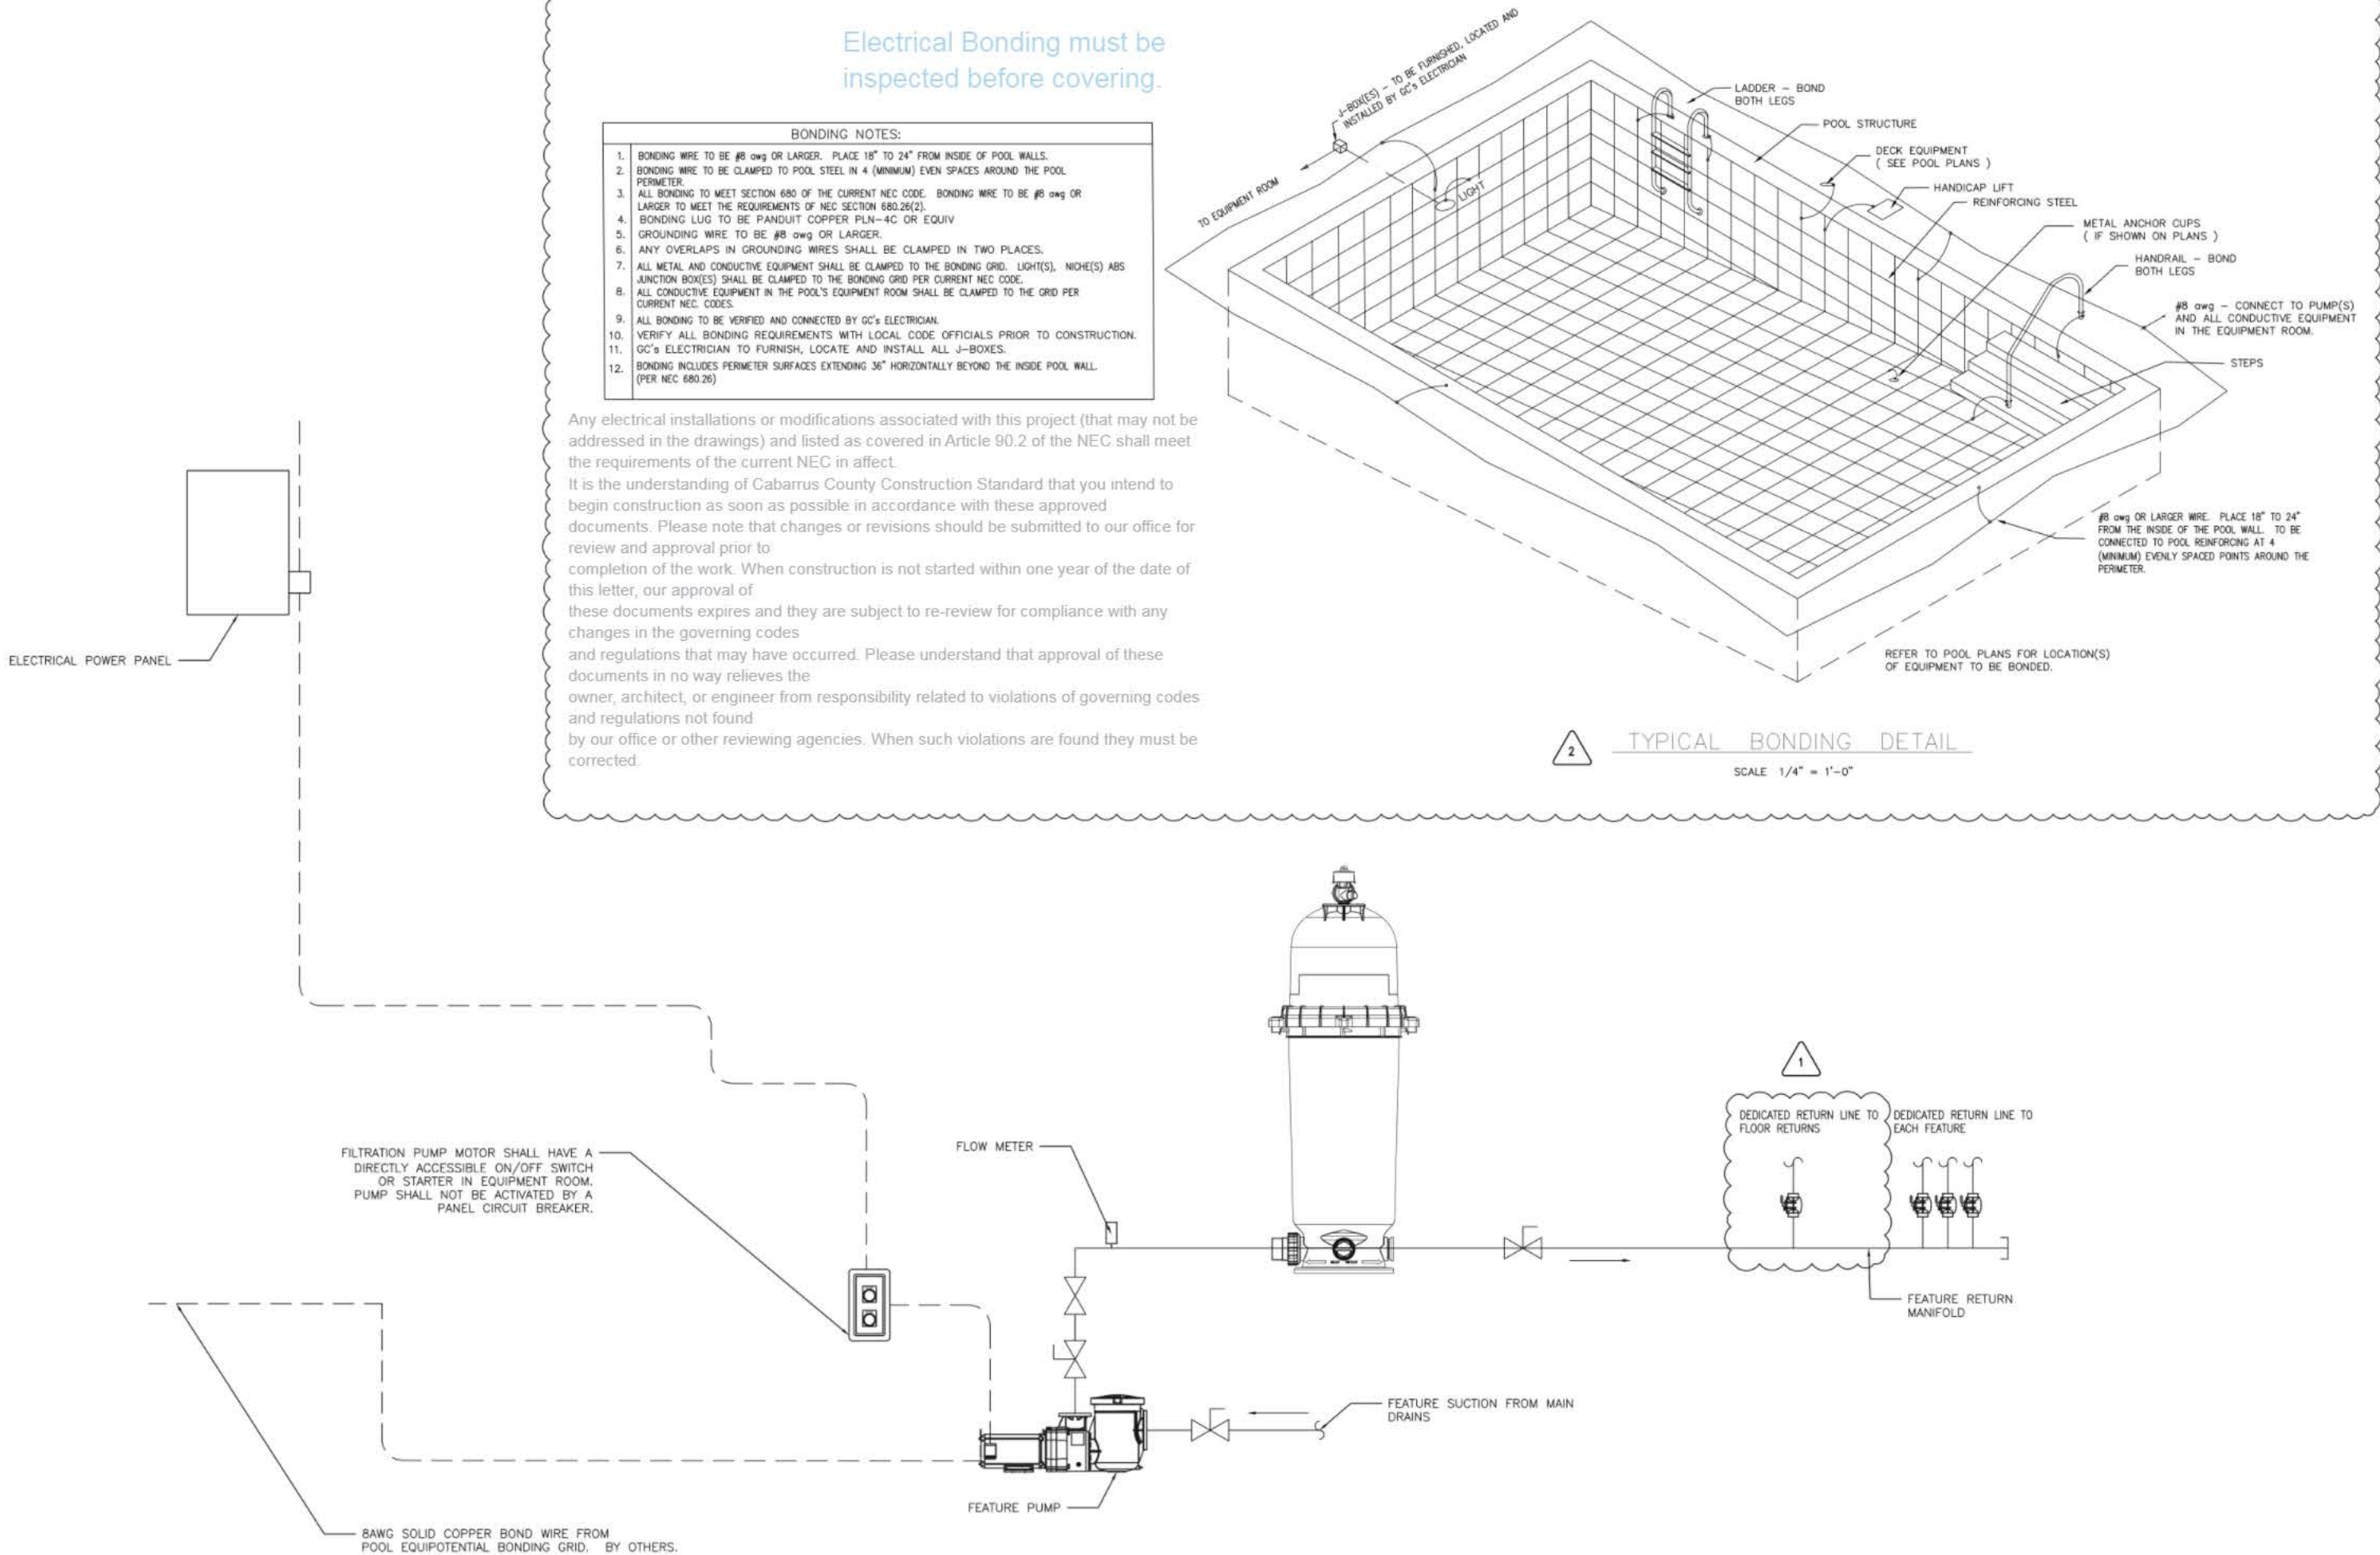 Electrical Bonding must be
inspected before covering.
BONDING NOTES:
1. BONDING WIRE TO BE #8 awg OR LARGER. PLACE 18" TO 24" FROM INSIDE OF POOL WALLS.
2. BONDING WIRE TO BE CLAMPED TO POOL STEEL IN 4 (MINIMUM) EVEN SPACES AROUND THE POOL
PERIMETER.
3. ALL BONDING TO MEET SECTION 680 OF THE CURRENT NEC CODE. BONDING WIRE TO BE #8 awg OR
LARGER TO MEET THE REQUIREMENTS OF NEC SECTION 680.26(2).
4. BONDING LUG TO BE PANDUIT COPPER PLN-4C OR EQUIV
5. GROUNDING WIRE TO BE #8 awg OR LARGER.
6. ANY OVERLAPS IN GROUNDING WIRES SHALL BE CLAMPED IN TWO PLACES.
7. ALL METAL AND CONDUCTIVE EQUIPMENT SHALL BE CLAMPED TO THE BONDING GRID. LIGHT(S), NICHE(S) ABS
JUNCTION BOX(ES) SHALL BE CLAMPED TO THE BONDING GRID PER CURRENT NEC CODE.
8. ALL CONDUCTIVE EQUIPMENT IN THE POOL'S EQUIPMENT ROOM SHALL BE CLAMPED TO THE GRID PER
CURRENT NEC. CODES.
9. ALL BONDING TO BE VERIFIED AND CONNECTED BY GC's ELECTRICIAN.
10. VERIFY ALL BONDING REQUIREMENTS WITH LOCAL CODE OFFICIALS PRIOR TO CONSTRUCTION.
11. GC's ELECTRICIAN TO FURNISH, LOCATE AND INSTALL ALL J-BOXES.
12. BONDING INCLUDES PERIMETER SURFACES EXTENDING 36" HORIZONTALLY BEYOND THE INSIDE POOL WALL.
(PER NEC 680.26)
Any electrical installations or modifications associated with this project (that may not be
addressed in the drawings) and listed as covered in Article 90.2 of the NEC shall meet
the requirements of the current NEC in affect.
It is the understanding of Cabarrus County Construction Standard that you intend to
begin construction as soon as possible in accordance with these approved
documents. Please note that changes or revisions should be submitted to our office for
review and approval prior to
completion of the work. When construction is not started within one year of the date of
this letter, our approval of
these documents expires and they are subject to re-review for compliance with any
changes in the governing codes
and regulations that may have occurred. Please understand that approval of these
documents in no way relieves the
owner, architect, or engineer from responsibility related to violations of governing codes
and regulations not found
by our office or other reviewing agencies. When such violations are found they must be
corrected.
J-BOX(ES) - TO BE FURNISHED, LOCATED AND
INSTALLED BY GC's ELECTRICIAN
TO EQUIPMENT ROOM
LIGHT
LADDER - BOND
BOTH LEGS
POOL STRUCTURE
DECK EQUIPMENT
( SEE POOL PLANS )
HANDICAP LIFT
REINFORCING STEEL
METAL ANCHOR CUPS
( IF SHOWN ON PLANS )
HANDRAIL - BOND
BOTH LEGS
#8 awg - CONNECT TO PUMP(S)
AND ALL CONDUCTIVE EQUIPMENT
IN THE EQUIPMENT ROOM.
STEPS
#8 awg OR LARGER WIRE. PLACE 18" TO 24"
FROM THE INSIDE OF THE POOL WALL. TO BE
CONNECTED TO POOL REINFORCING AT 4
(MINIMUM) EVENLY SPACED POINTS AROUND THE
PERIMETER.
REFER TO POOL PLANS FOR LOCATION(S)
OF EQUIPMENT TO BE BONDED.
2
TYPICAL BONDING DETAIL
SCALE 1/4" = 1'-0"
ELECTRICAL POWER PANEL
FILTRATION PUMP MOTOR SHALL HAVE A
DIRECTLY ACCESSIBLE ON/OFF SWITCH
OR STARTER IN EQUIPMENT ROOM.
PUMP SHALL NOT BE ACTIVATED BY A
PANEL CIRCUIT BREAKER.
FLOW METER
1
DEDICATED RETURN LINE TO
FLOOR RETURNS
DEDICATED RETURN LINE TO
EACH FEATURE
FEATURE RETURN
MANIFOLD
FEATURE SUCTION FROM MAIN
DRAINS
FEATURE PUMP
8AWG SOLID COPPER BOND WIRE FROM
POOL EQUIPOTENTIAL BONDING GRID. BY OTHERS.